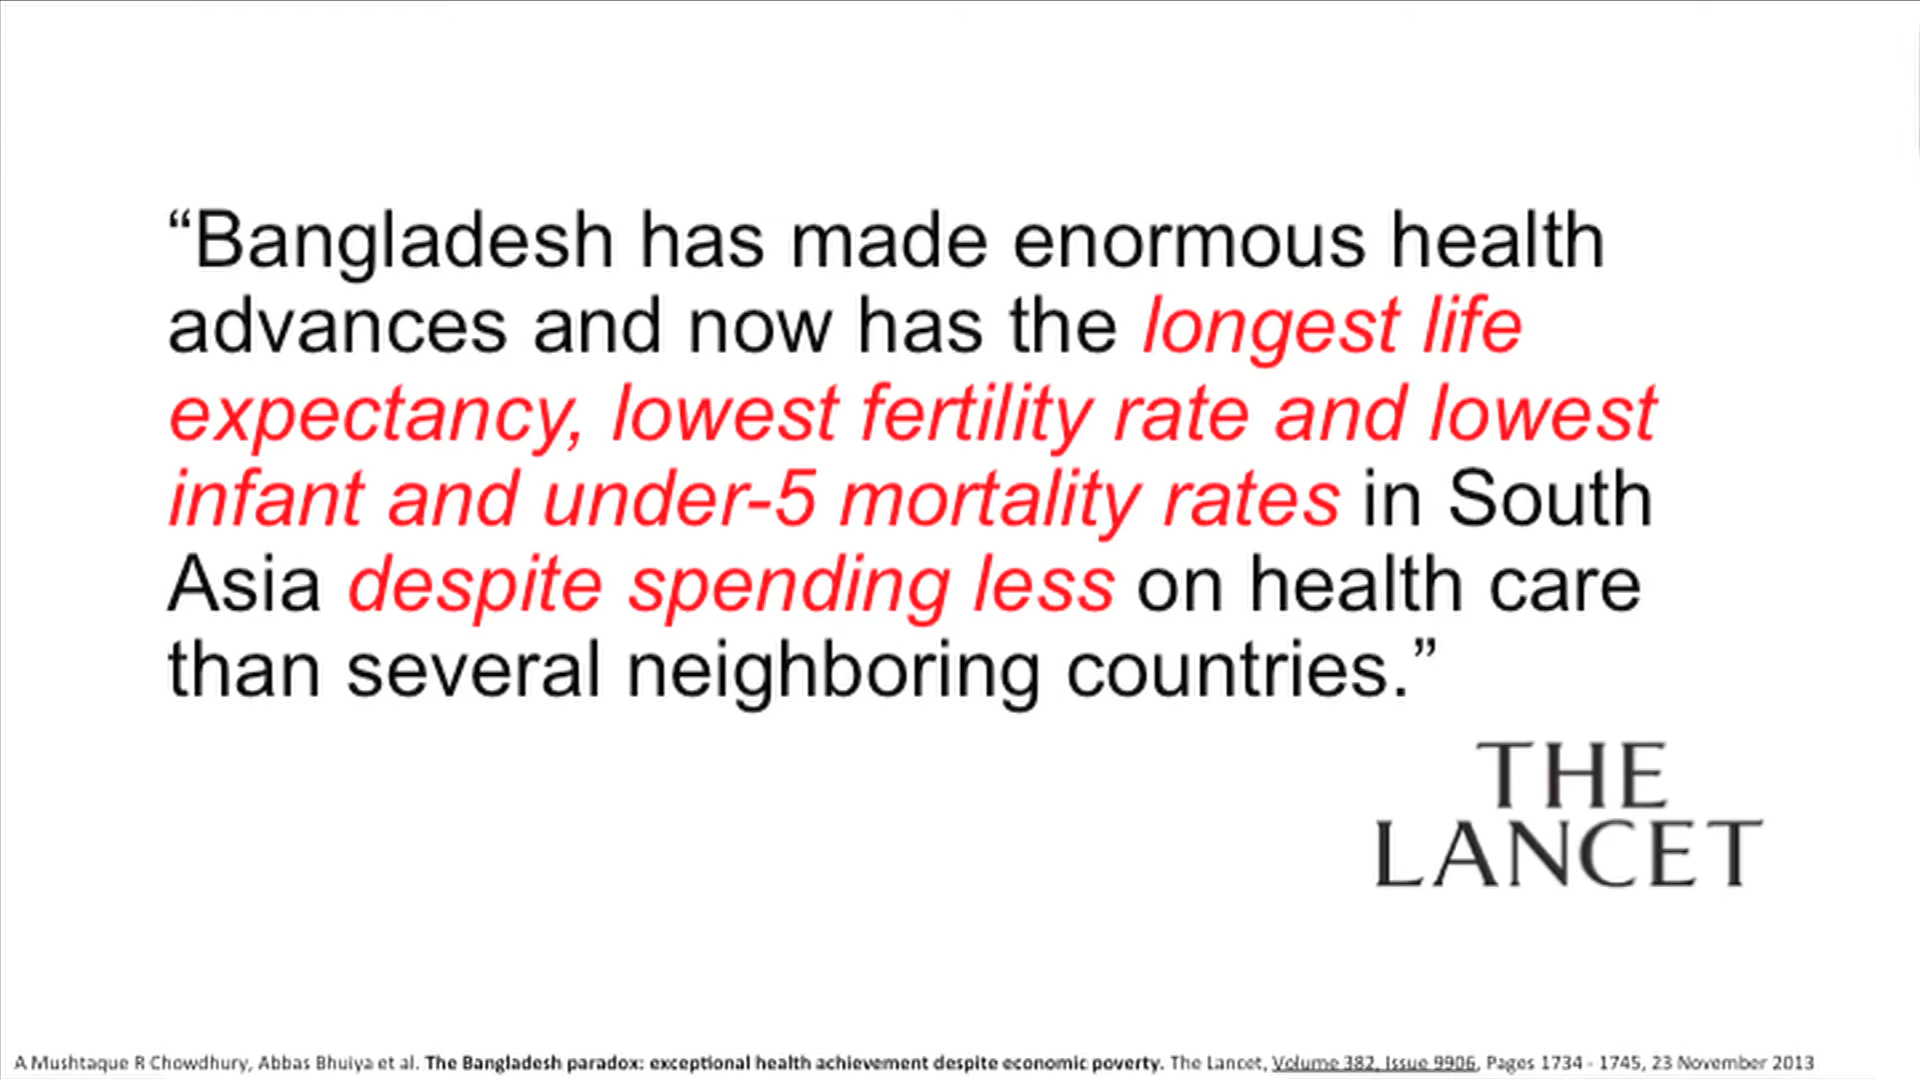 “Bangladesh has made enormous health
advances and now has the longest life
expectancy, lowest fertility rate and lowest
infant and under-5 mortality rates in South
Asia despite spending less on health care
than several neighboring countries.”
THE
LANCET
A Mushtaque R Chowdhury, Abbas Bhuiya et al. The Bangladesh paradox: exceptional health achievement despite economic poverty. The Lancet, Volume 382, Issue 9906, Pages 1734 - 1745, 23 November 2013